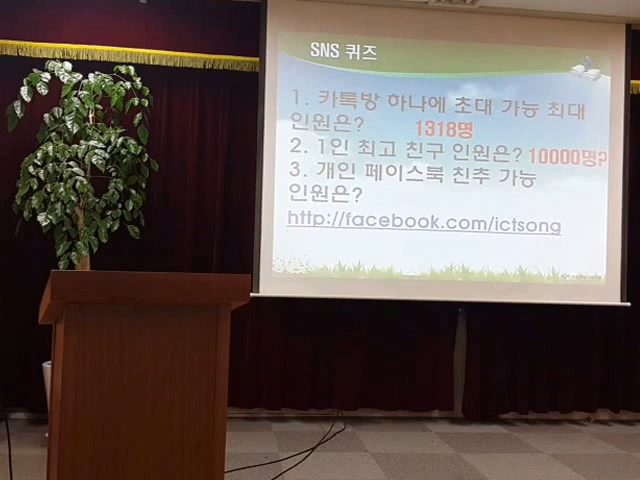 SNS 퀴즈
1. 카톡방 하나에 초대 가능 최대
인원은? 1318명
2. 1인 최고 친구 인원은? 10000명?
3. 개인 페이스북 친추 가능
인원은?
http://facebook.com/ictsong